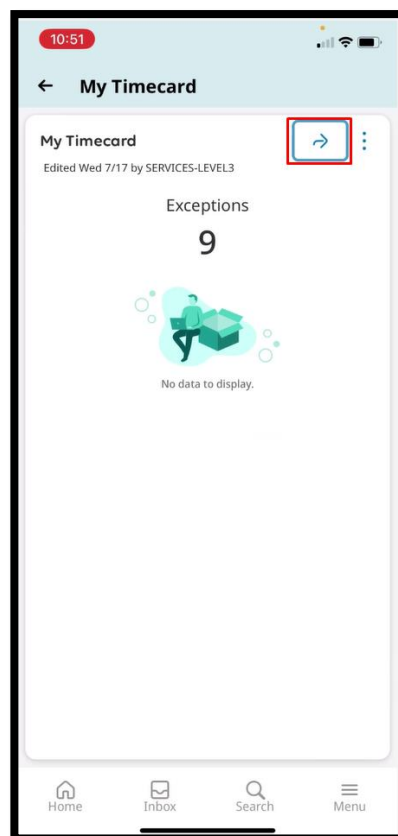 10:51
My Timecard
My Timecard
Edited Wed 7/17 by SERVICES-LEVEL3
Exceptions
9
No data to display.
Home Inbox Search Menu